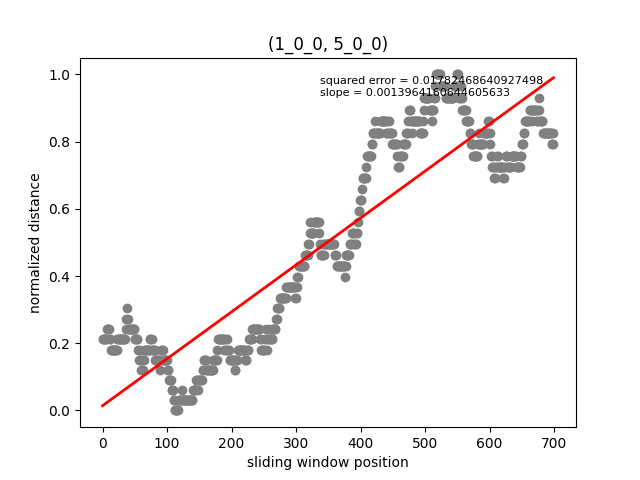 (1_0_0, 5_0_0)
squared error = 0.01782468640927498
slope = 0.0013964160644605633
1.0
0.8
0.6
0.4
0.2
0.0
normalized distance
0 100 200 300 400 500 600 700
sliding window position